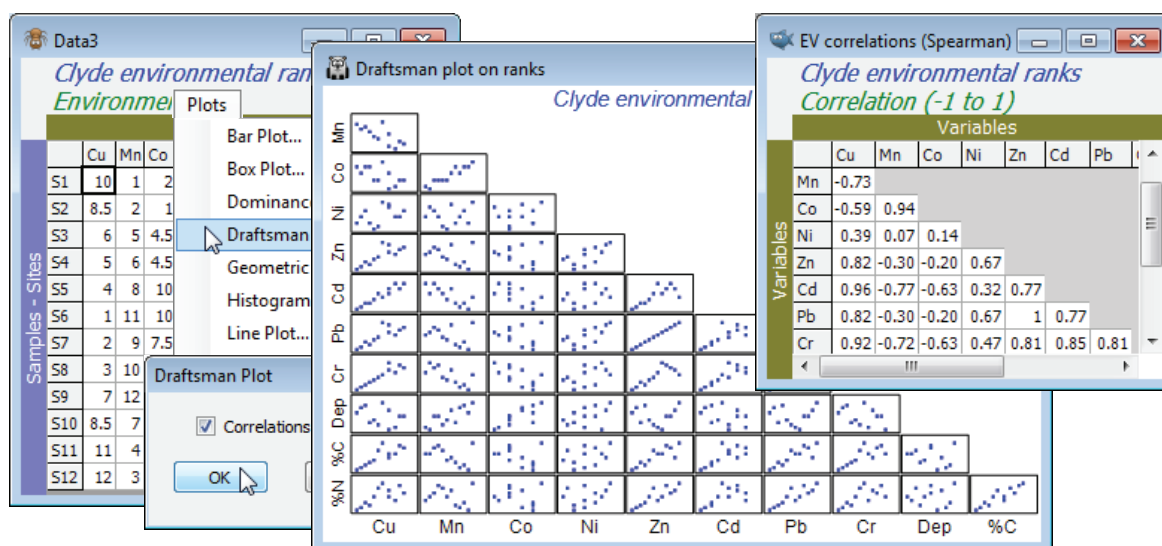 Data3
Clyde environmental ran
Environme
Cu Mn Co
S1 10 1 2
S2 8.5 2 1
S3 6 5 4.5
S4 5 6 4.5
S5 4 8 10
S6 1 11 10
S7 2 9 7.5
S8 3 10
S9 7 12
S10 8.5 7
S11 11 4
S12 12 3
Samples - Sites
Plots
Bar Plot...
Box Plot...
Dominanc
Draftsman
Geometric
Histogram
Line Plot...
Draftsman Plot
Correlations
OK
Draftsman plot on ranks
Clyde environmental
Mn
Co
Ni
Zn
Cd
Pb
Cr
Dep
%C
%N
Cu Mn Co Ni Zn Cd Pb Cr Dep %C
EV correlations (Spearman)
Clyde environmental ranks
Correlation (-1 to 1)
Variables
Variables
Cu Mn Co Ni Zn Cd Pb
Mn -0.73
Co -0.59 0.94
Ni 0.39 0.07 0.14
Zn 0.82 -0.30 -0.20 0.67
Cd 0.96 -0.77 -0.63 0.32 0.77
Pb 0.82 -0.30 -0.20 0.67 1 0.77
Cr 0.92 -0.72 -0.63 0.47 0.81 0.85 0.81